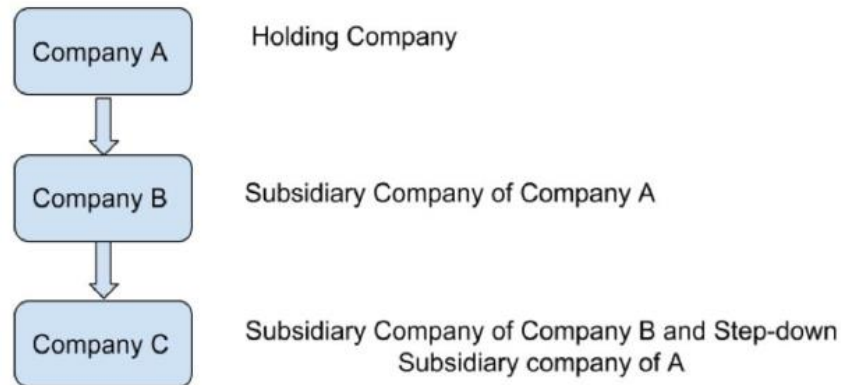 Company A
Holding Company
Company B
Subsidiary Company of Company A
Company C
Subsidiary Company of Company B and Step-down
Subsidiary company of A